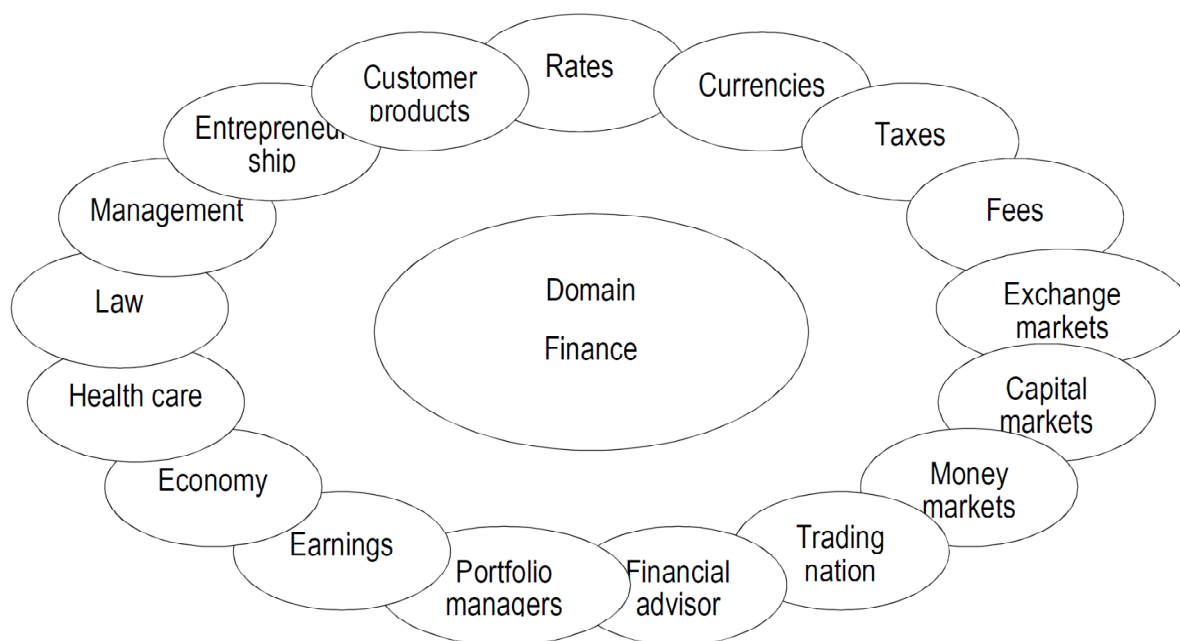 Rates
Customer
products
Currencies
Entrepreneur
ship
Taxes
Management
Fees
Law
Domain
Finance
Exchange
markets
Health care
Capital
markets
Economy
Money
markets
Earnings
Trading
nation
Portfolio
managers
Financial
advisor